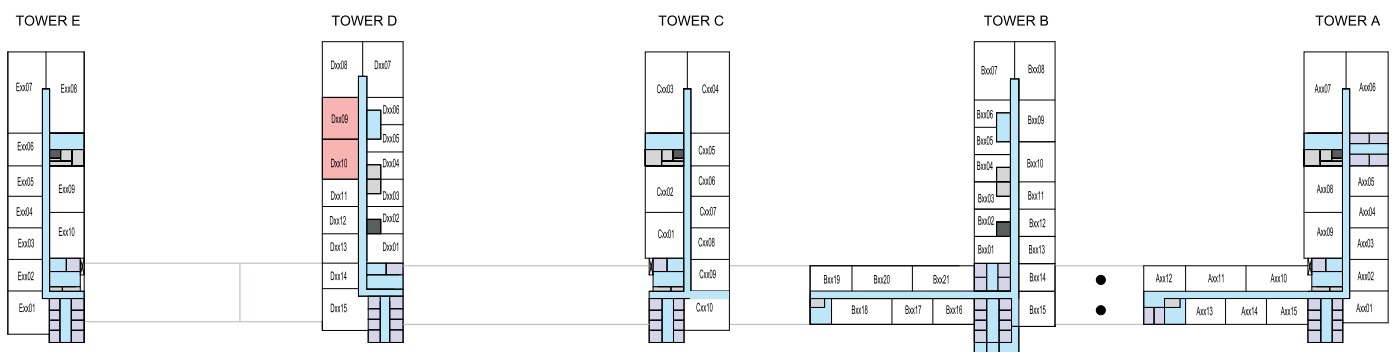 TOWER E
TOWER D
TOWER C
TOWER B
TOWER A
Exx07
Exx08
Exx06
Exx05
Exx09
Exx04
Exx03
Exx10
Exx02
Exx01
Dxx08
Dxx07
Dxx09
Dxx06
Dxx05
Dxx10
Dxx04
Dxx11
Dxx03
Dxx12
Dxx02
Dxx13
Dxx01
Dxx14
Dxx15
Cxx03
Cxx04
Cxx05
Cxx06
Cxx02
Cxx07
Cxx01
Cxx08
Cxx09
Cxx10
Bxx07
Bxx08
Bxx06
Bxx09
Bxx05
Bxx04
Bxx10
Bxx03
Bxx11
Bxx02
Bxx12
Bxx01
Bxx13
Bxx19
Bxx20
Bxx21
Bxx14
Bxx18
Bxx17
Bxx16
Bxx15
Axx07
Axx06
Axx08
Axx05
Axx04
Axx09
Axx03
Axx12
Axx11
Axx10
Axx02
Axx13
Axx14
Axx15
Axx01